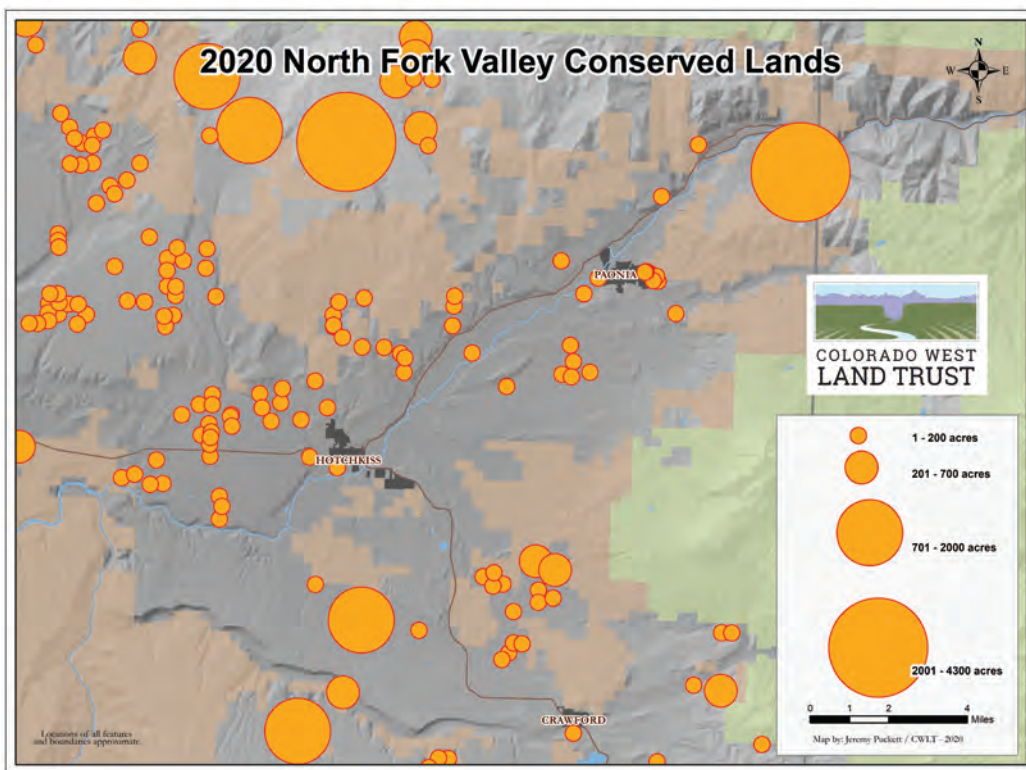 2020 North Fork Valley Conserved Lands
N
W
E
S
PAONIA
COLORADO WEST
LAND TRUST
HOTCHKISS
CRAWFORD
1 - 200 acres
201 - 700 acres
701 - 2000 acres
2001 - 4300 acres
0 1 2 4
Miles
Map by: Jeremy Puckett / CWLT - 2020
Locations of all features
and boundaries approximate.